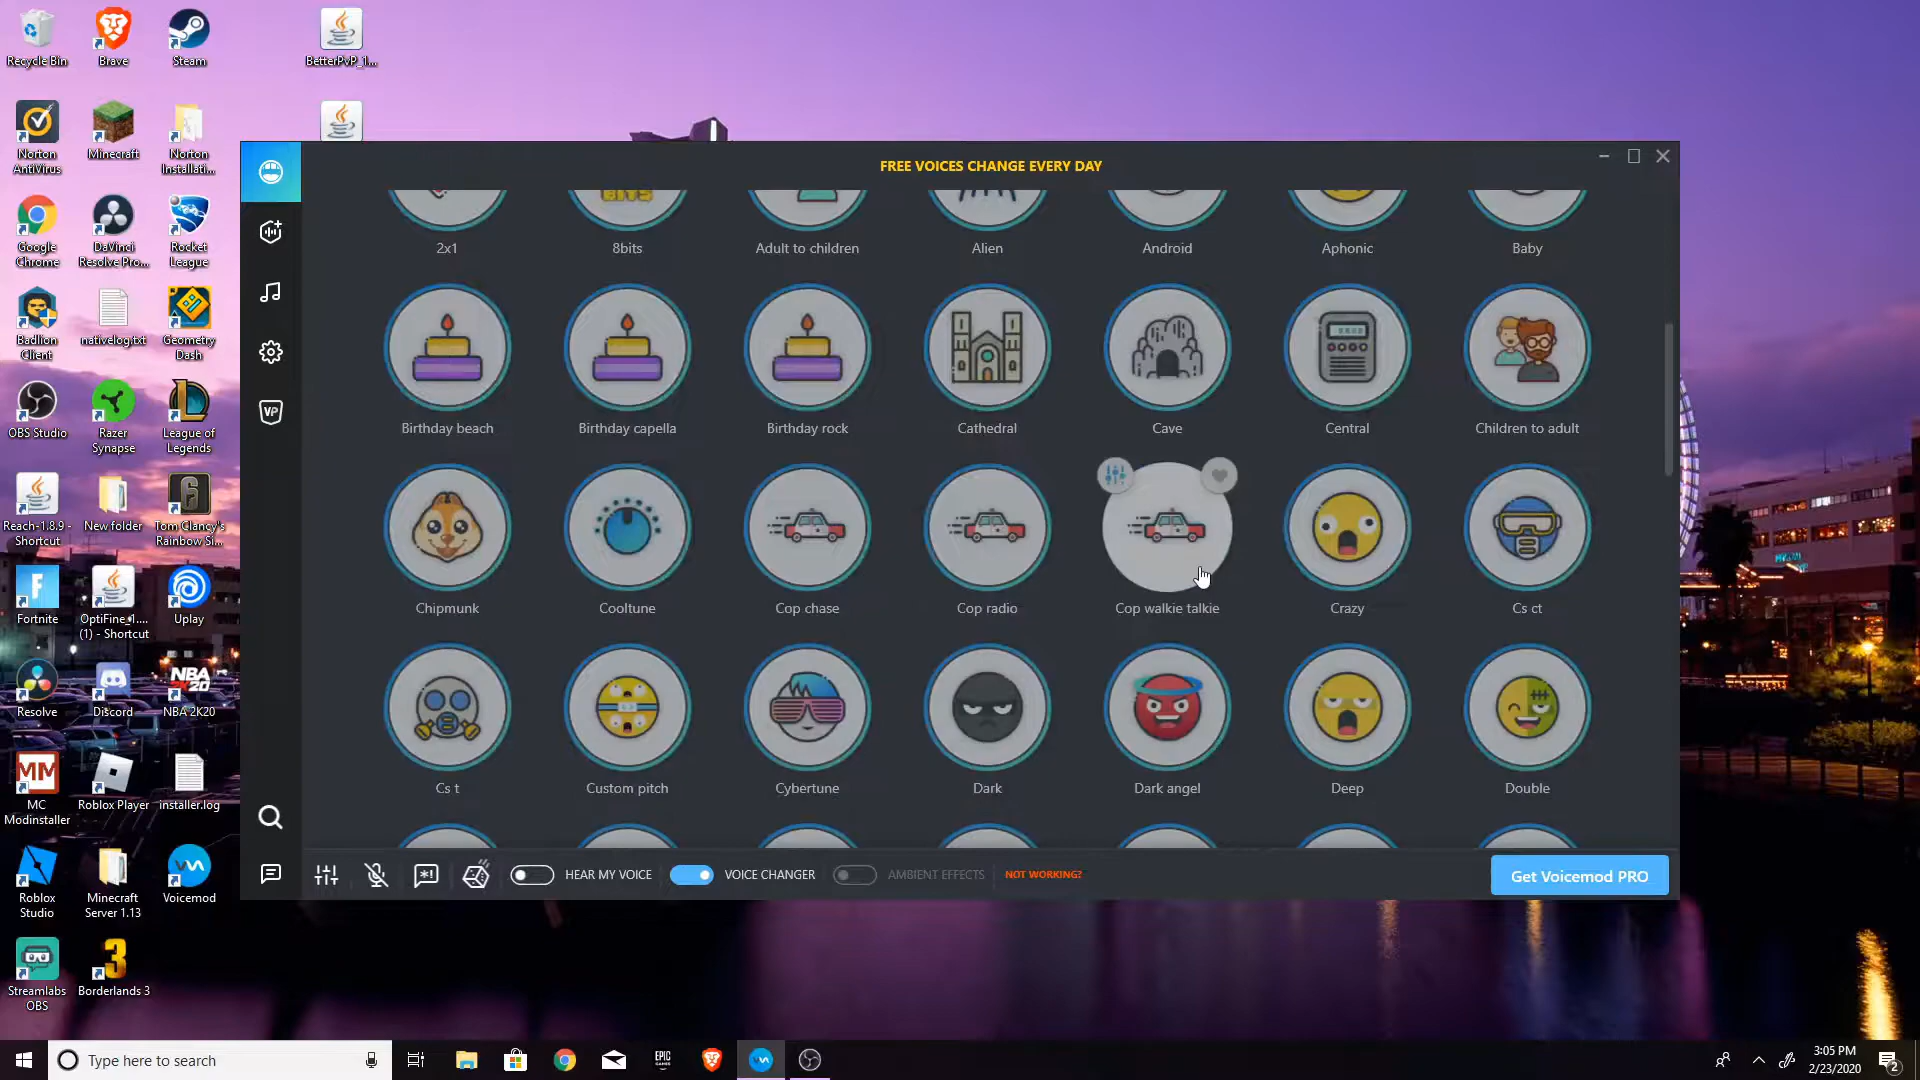 Recycle Bin
Brave
Steam
BetterPvP_1...
Norton
AntiVirus
Minecraft
Norton
Installati...
Google
Chrome
DaVinci
Resolve Pro...
Rocket
League
Badlion
Client
nativelog.txt
Geometry
Dash
OBS Studio
Razer
Synapse
League of
Legends
Reach-1.8.9 -
Shortcut
New folder
Tom Clancy's
Rainbow Si...
Fortnite
OptiFine_1....
(1) - Shortcut
Uplay
Resolve
Discord
NBA 2K20
MC
Modinstaller
Roblox Player
installer.log
Roblox
Studio
Minecraft
Server 1.13
Voicemod
Streamlabs
OBS
Borderlands 3
FREE VOICES CHANGE EVERY DAY
BITS
2x1
8bits
Adult to children
Alien
Android
Aphonic
Baby
Birthday beach
Birthday capella
Birthday rock
Cathedral
Cave
Central
Children to adult
Chipmunk
Cooltune
Cop chase
Cop radio
Cop walkie talkie
Crazy
Cs ct
Cs t
Custom pitch
Cybertune
Dark
Dark angel
Deep
Double
VP
HEAR MY VOICE
VOICE CHANGER
AMBIENT EFFECTS
NOT WORKING?
Get Voicemod PRO
Type here to search
EPIC
GAMES
3:05 PM
2/23/2020
2